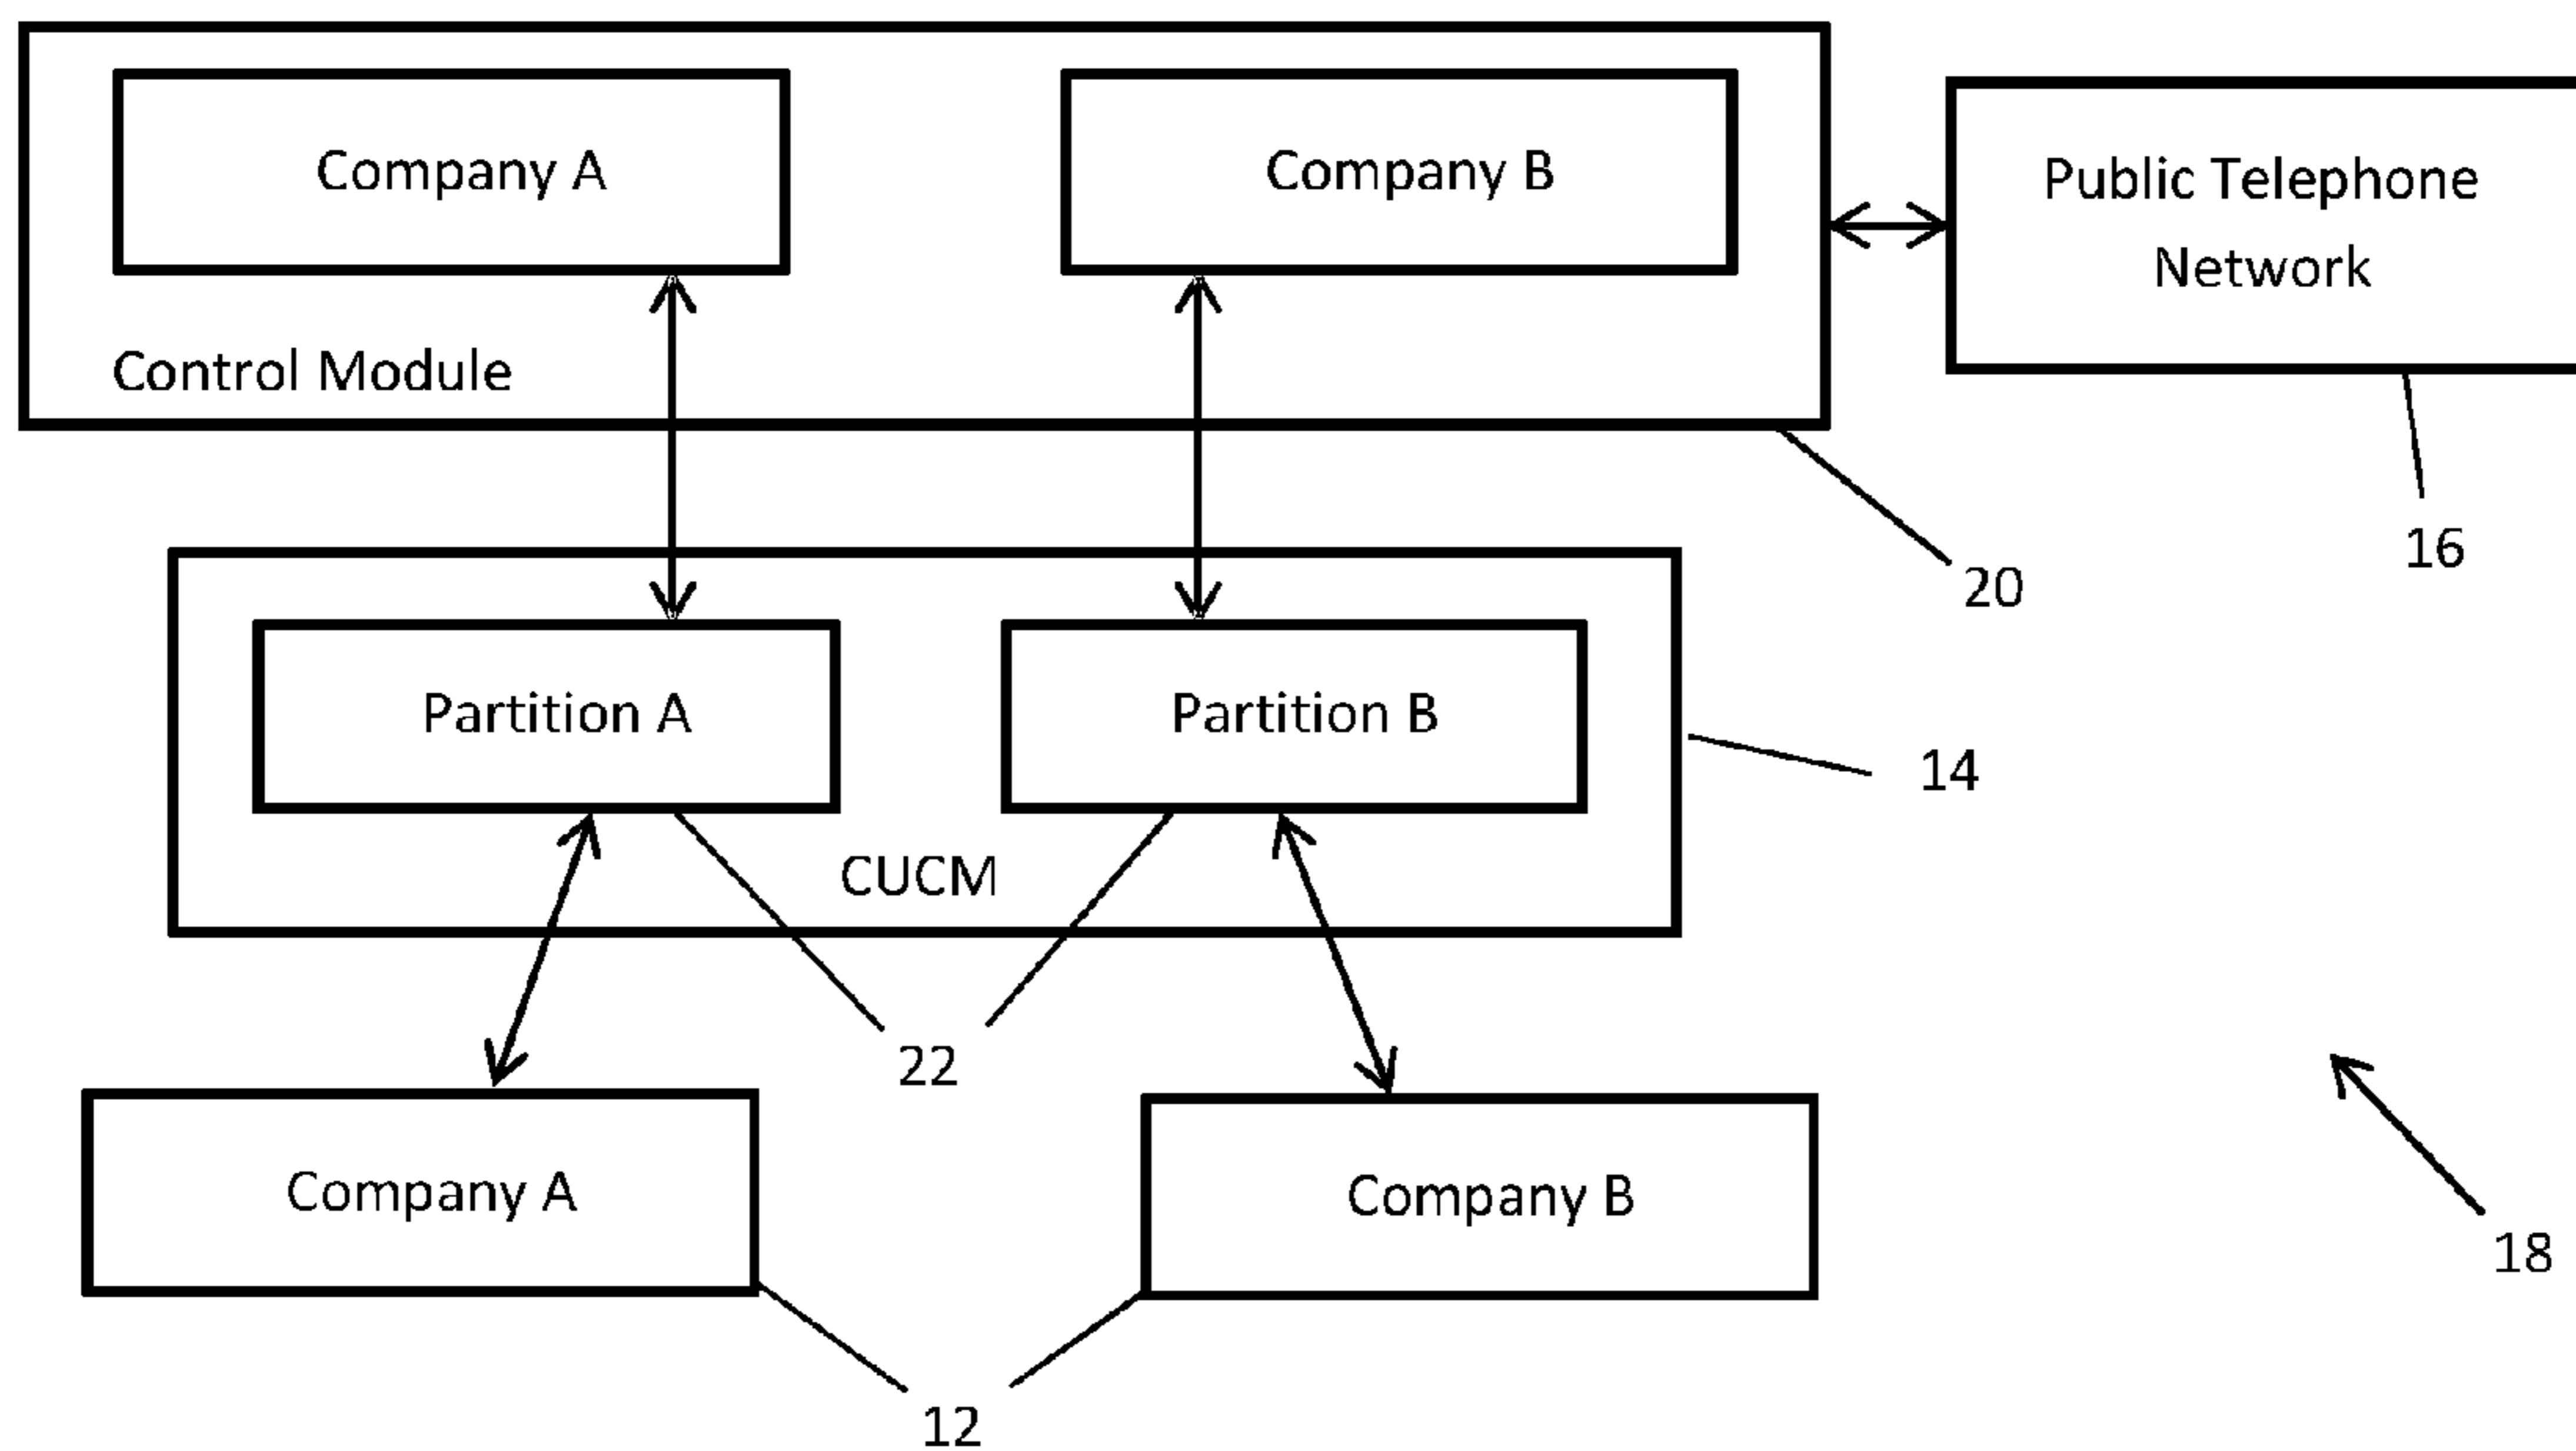 Company A
Company B
Public Telephone
Network
Control Module
16
20
Partition A
Partition B
14
CUCM
22
Company A
Company B
18
12